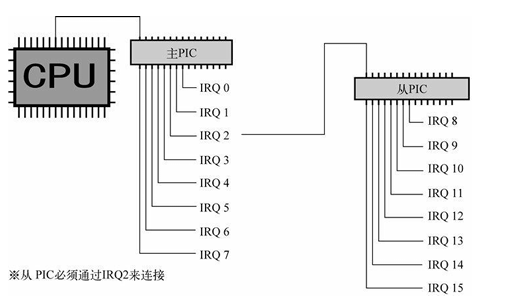 CPU
主PIC
IRQ 0
IRQ 1
IRQ 2
IRQ 3
IRQ 4
IRQ 5
IRQ 6
IRQ 7
从PIC
IRQ 8
IRQ 9
IRQ 10
IRQ 11
IRQ 12
IRQ 13
IRQ 14
IRQ 15
※从 PIC必须通过IRQ2来连接